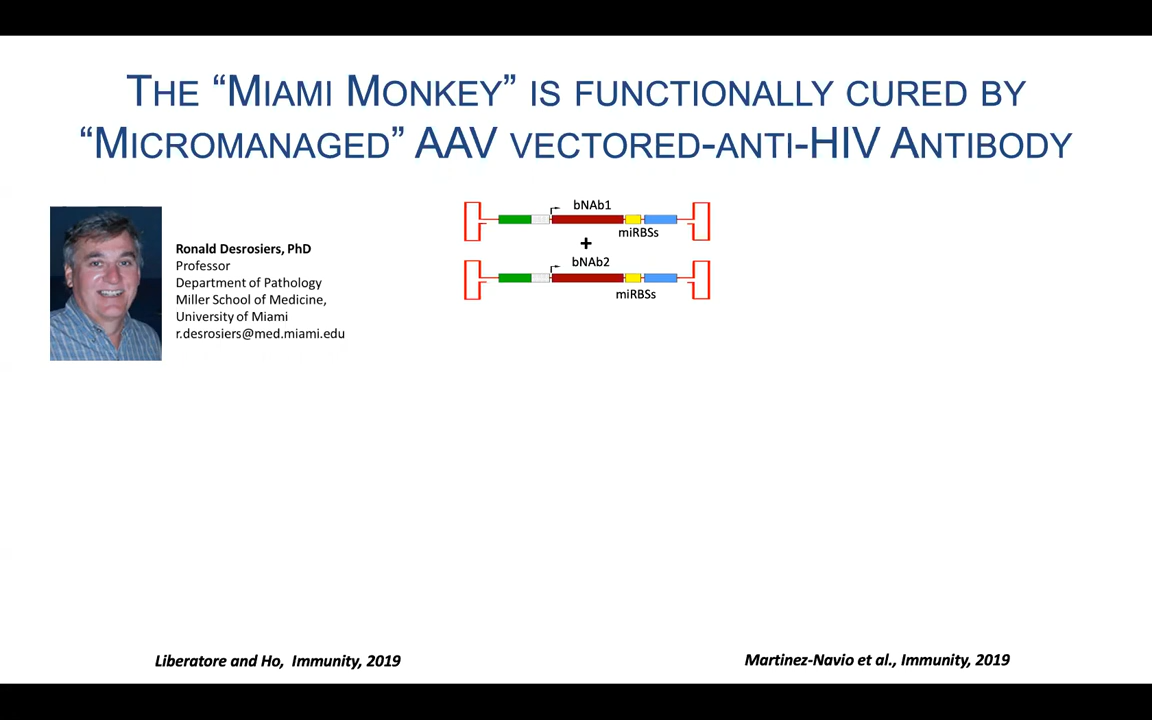 THE “MIAMI MONKEY” IS FUNCTIONALLY CURED BY
“MICROMANAGED” AAV VECTORED-ANTI-HIV ANTIBODY
Ronald Desrosiers, PhD
Professor
Department of Pathology
Miller School of Medicine,
University of Miami
r.desrosiers@med.miami.edu
bNAb1
miRBSs
+
bNAb2
miRBSs
Liberatore and Ho, Immunity, 2019
Martinez-Navio et al., Immunity, 2019